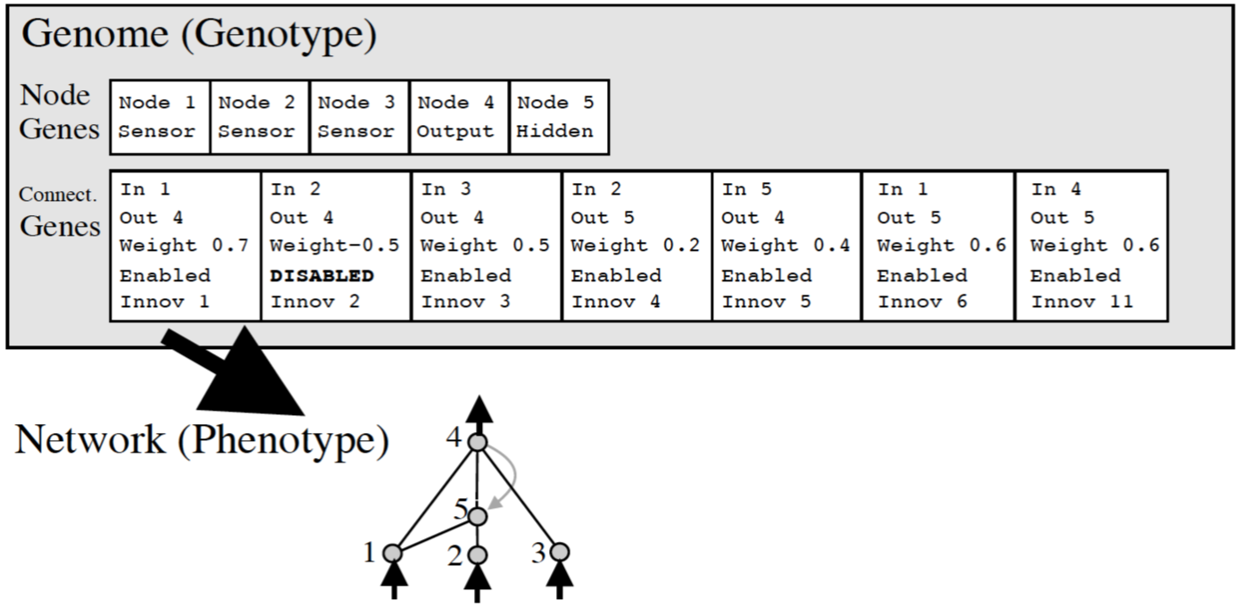 Genome (Genotype)
Node Genes
Node 1 Node 2 Node 3 Node 4 Node 5
Sensor Sensor Sensor Output Hidden
Connect. Genes
In 1 In 2 In 3 In 2 In 5 In 1 In 4
Out 4 Out 4 Out 4 Out 5 Out 4 Out 5 Out 5
Weight 0.7 Weight-0.5 Weight 0.5 Weight 0.2 Weight 0.4 Weight 0.6 Weight 0.6
Enabled DISABLED Enabled Enabled Enabled Enabled Enabled
Innov 1 Innov 2 Innov 3 Innov 4 Innov 5 Innov 6 Innov 11
Network (Phenotype)
4
5
1 2 3